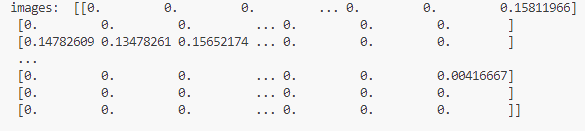 images:  [[0.         0.         0.         ... 0.         0.         0.15811966]
 [0.         0.         0.         ... 0.         0.         0.        ]
 [0.14782609 0.13478261 0.15652174 ... 0.         0.         0.        ]
 ...
 [0.         0.         0.         ... 0.         0.         0.00416667]
 [0.         0.         0.         ... 0.         0.         0.        ]
 [0.         0.         0.         ... 0.         0.         0.        ]]